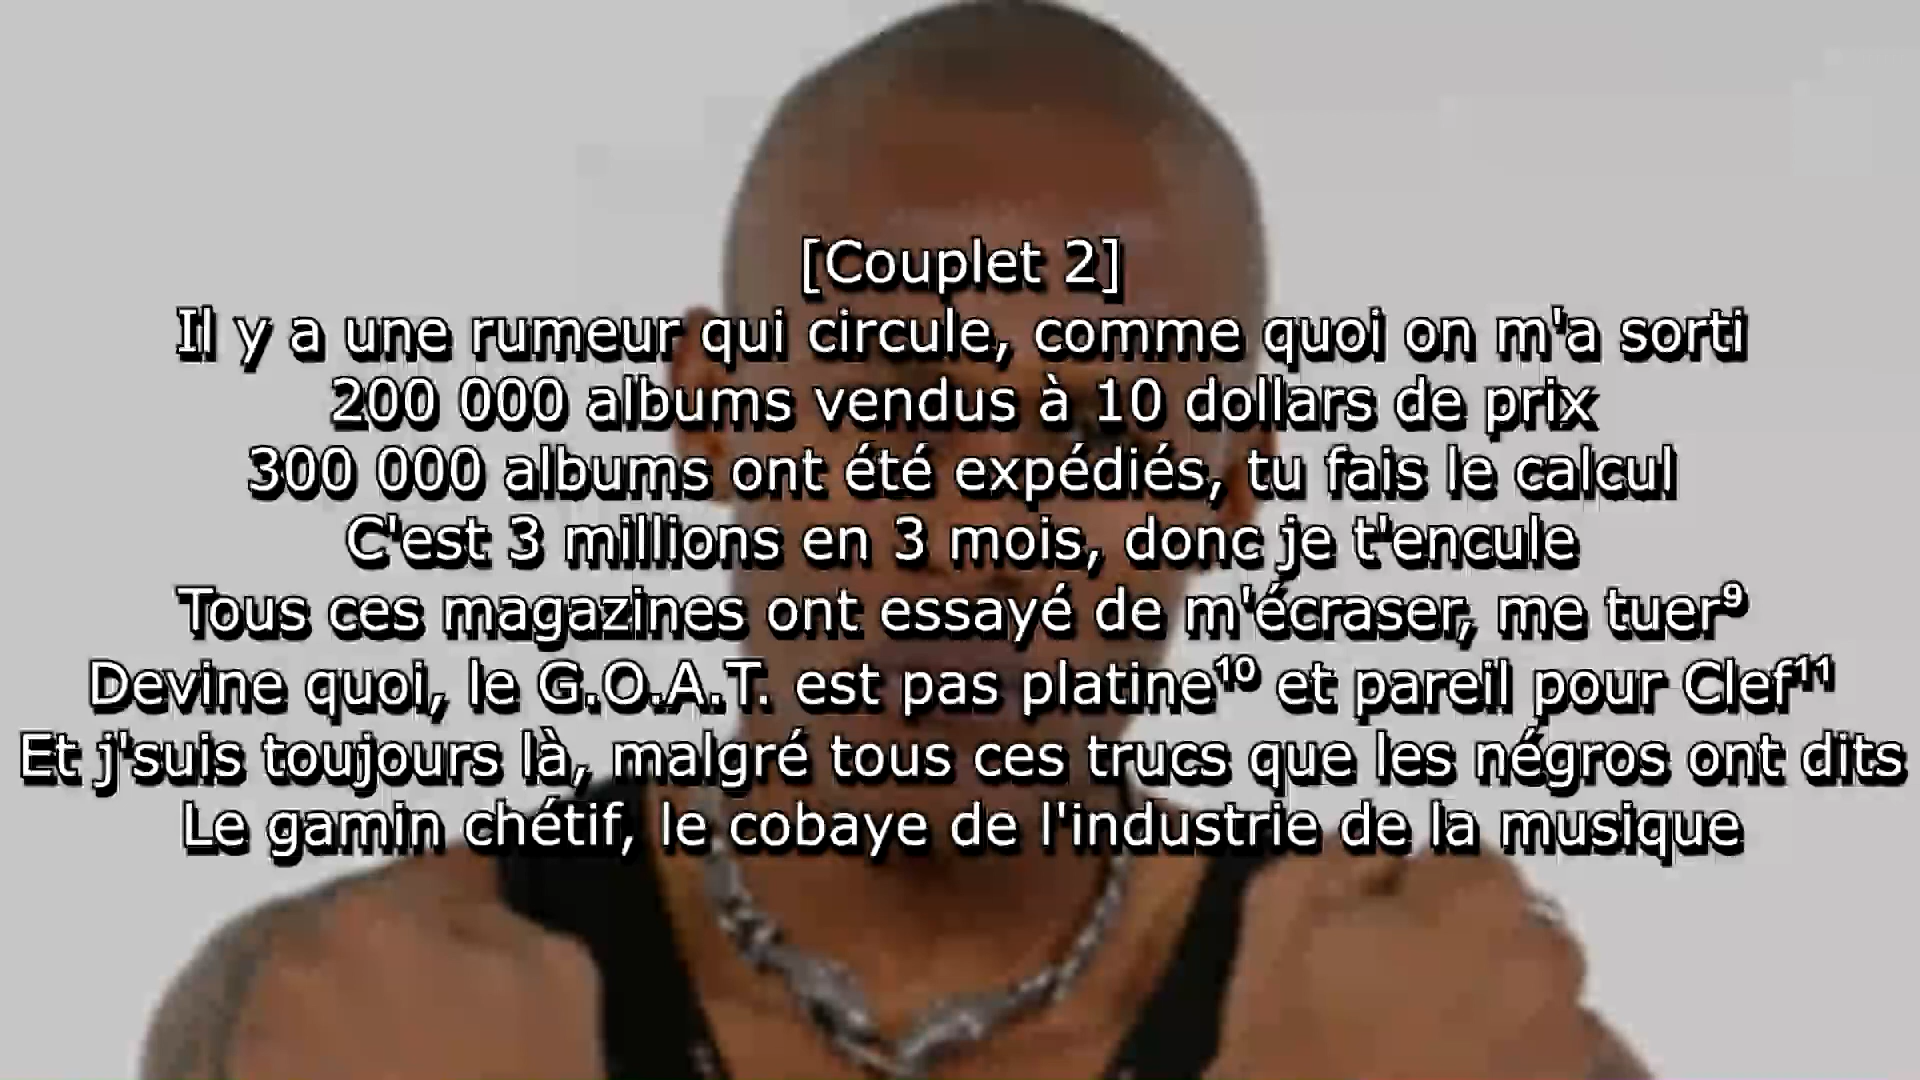 [Couplet 2]
Il y a une rumeur qui circule, comme quoi on m'a sorti
200 000 albums vendus à 10 dollars de prix
300 000 albums ont été expédiés, tu fais le calcul
C'est 3 millions en 3 mois, donc je t'encule
Tous ces magazines ont essayé de m'écraser, me tuer⁹
Devine quoi, le G.O.A.T. est pas platine¹⁰ et pareil pour Clef¹¹
Et j'suis toujours là, malgré tous ces trucs que les négros ont dits
Le gamin chétif, le cobaye de l'industrie de la musique